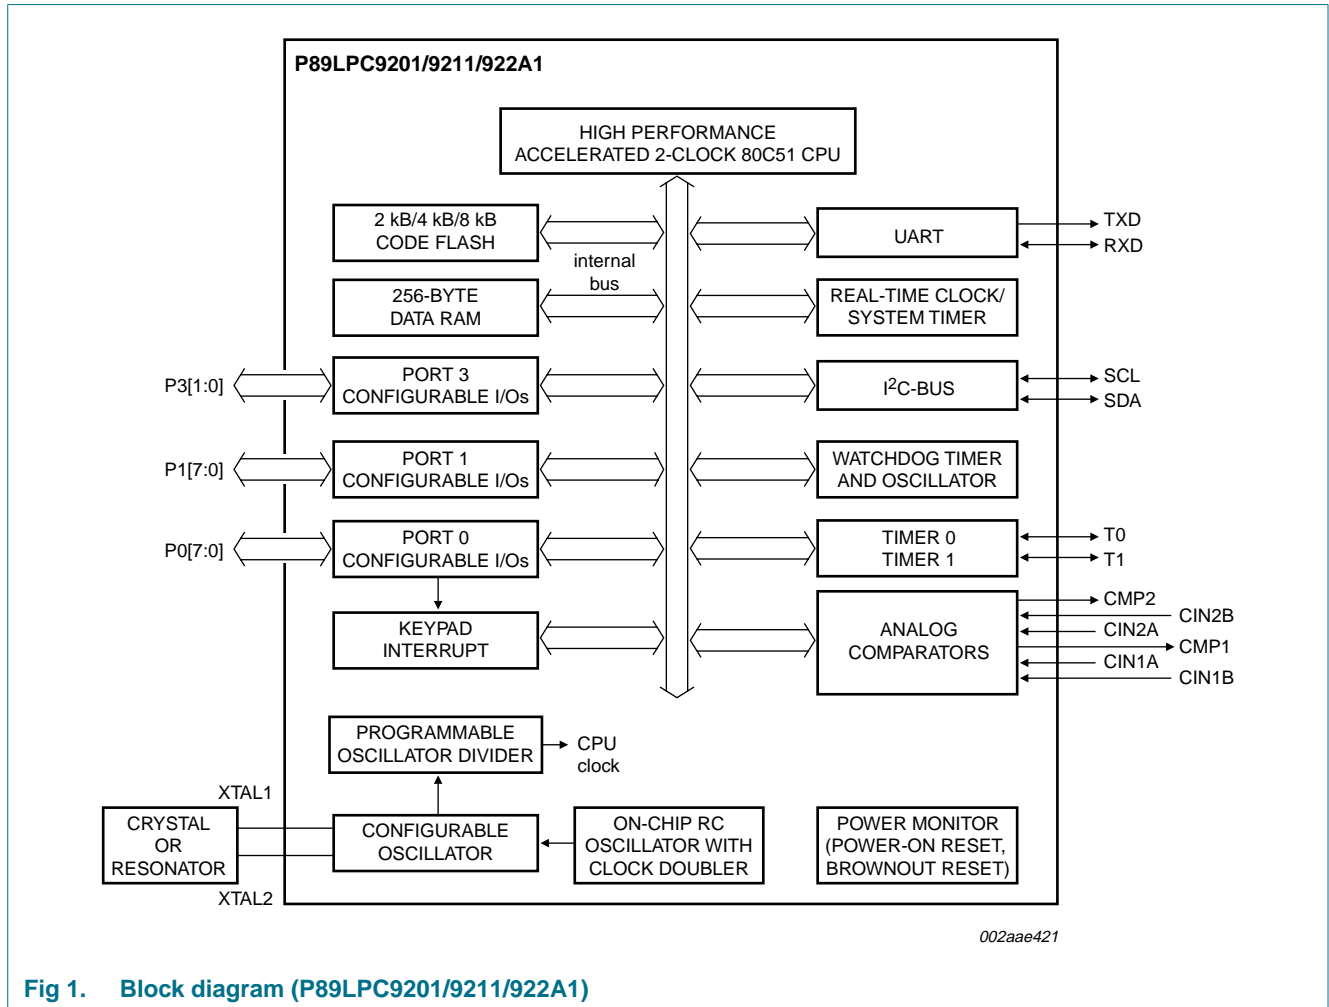 P89LPC9201/9211/922A1
HIGH PERFORMANCE
ACCELERATED 2-CLOCK 80C51 CPU
2 kB/4 kB/8 kB
CODE FLASH
internal
bus
UART
TXD
RXD
256-BYTE
DATA RAM
REAL-TIME CLOCK/
SYSTEM TIMER
P3[1:0]
PORT 3
CONFIGURABLE I/Os
I2C-BUS
SCL
SDA
P1[7:0]
PORT 1
CONFIGURABLE I/Os
WATCHDOG TIMER
AND OSCILLATOR
P0[7:0]
PORT 0
CONFIGURABLE I/Os
TIMER 0
TIMER 1
T0
T1
KEYPAD
INTERRUPT
ANALOG
COMPARATORS
CMP2
CIN2B
CIN2A
CMP1
CIN1A
CIN1B
PROGRAMMABLE
OSCILLATOR DIVIDER
CPU
clock
XTAL1
CRYSTAL
OR
RESONATOR
XTAL2
CONFIGURABLE
OSCILLATOR
ON-CHIP RC
OSCILLATOR WITH
CLOCK DOUBLER
POWER MONITOR
(POWER-ON RESET,
BROWNOUT RESET)
002aae421
Fig 1. Block diagram (P89LPC9201/9211/922A1)